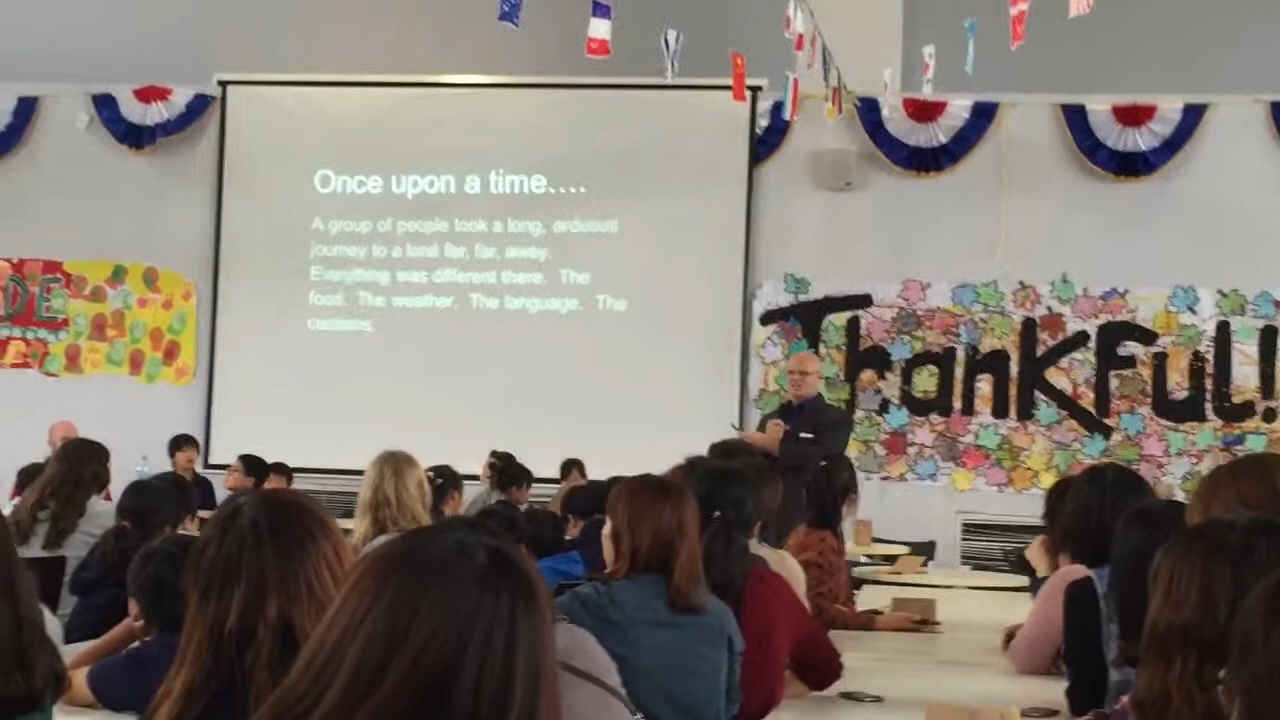 Once upon a time....
A group of people took a long, arduous
journey to a land far, far, away.
Everything was different there. The
food. The weather. The language. The
customs.
DE
Thankful!